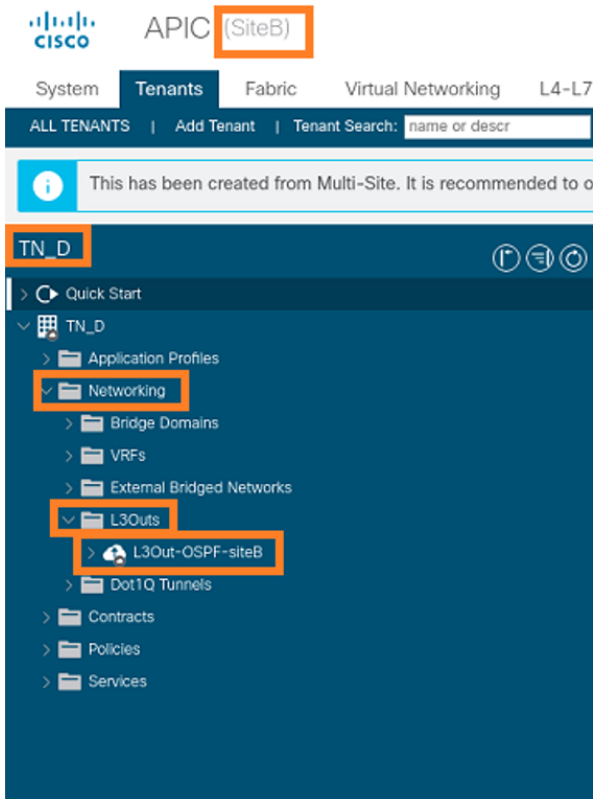 CISCO
APIC (SiteB)
System Tenants Fabric Virtual Networking L4-L7
ALL TENANTS | Add Tenant | Tenant Search: name or descr
i This has been created from Multi-Site. It is recommended to o
TN_D
Quick Start
TN_D
Application Profiles
Networking
Bridge Domains
VRFs
External Bridged Networks
L3Outs
L3Out-OSPF-siteB
Dot1Q Tunnels
Contracts
Policies
Services